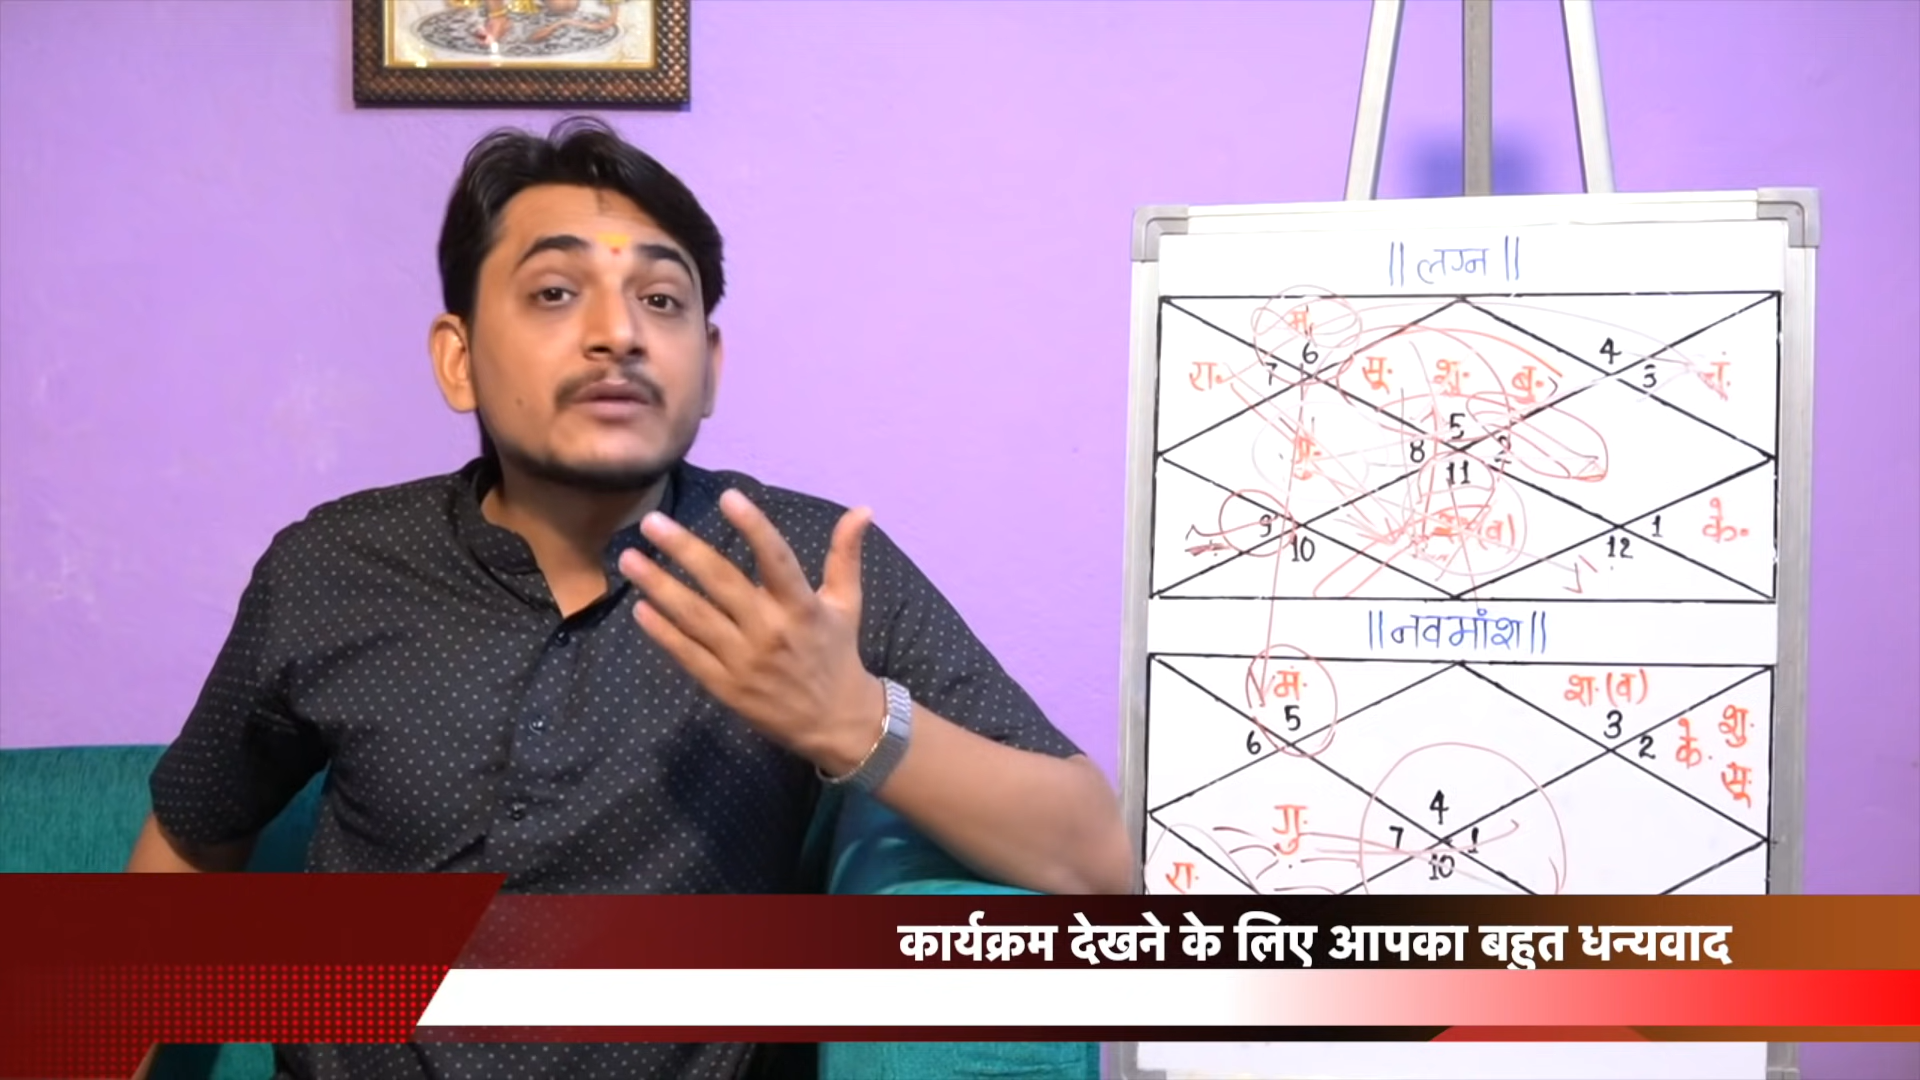 || लग्न ||
मं.
6
4
रा.
7
सू.
शु.
बु.
3
चं.
5
गु.
8
2
11
9
(व)
1
के.
10
12
|| नवमांश ||
मं.
श. (व)
5
3
शु.
6
2
के.
सू.
4
गु.
7
1
10
रा.
कार्यक्रम देखने के लिए आपका बहुत धन्यवाद